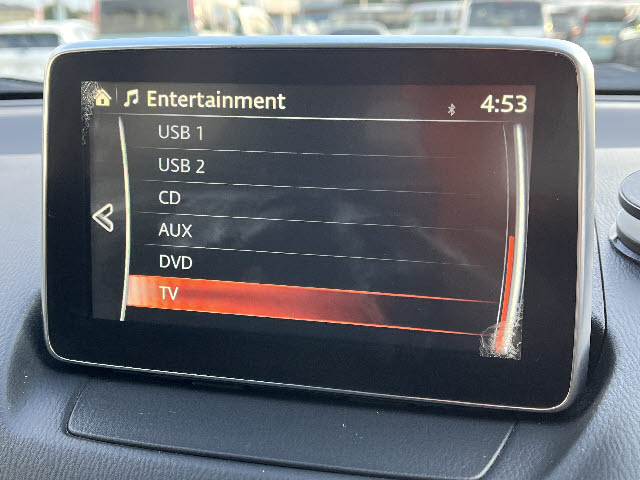 Entertainment 4:53
USB 1
USB 2
CD
AUX
DVD
TV